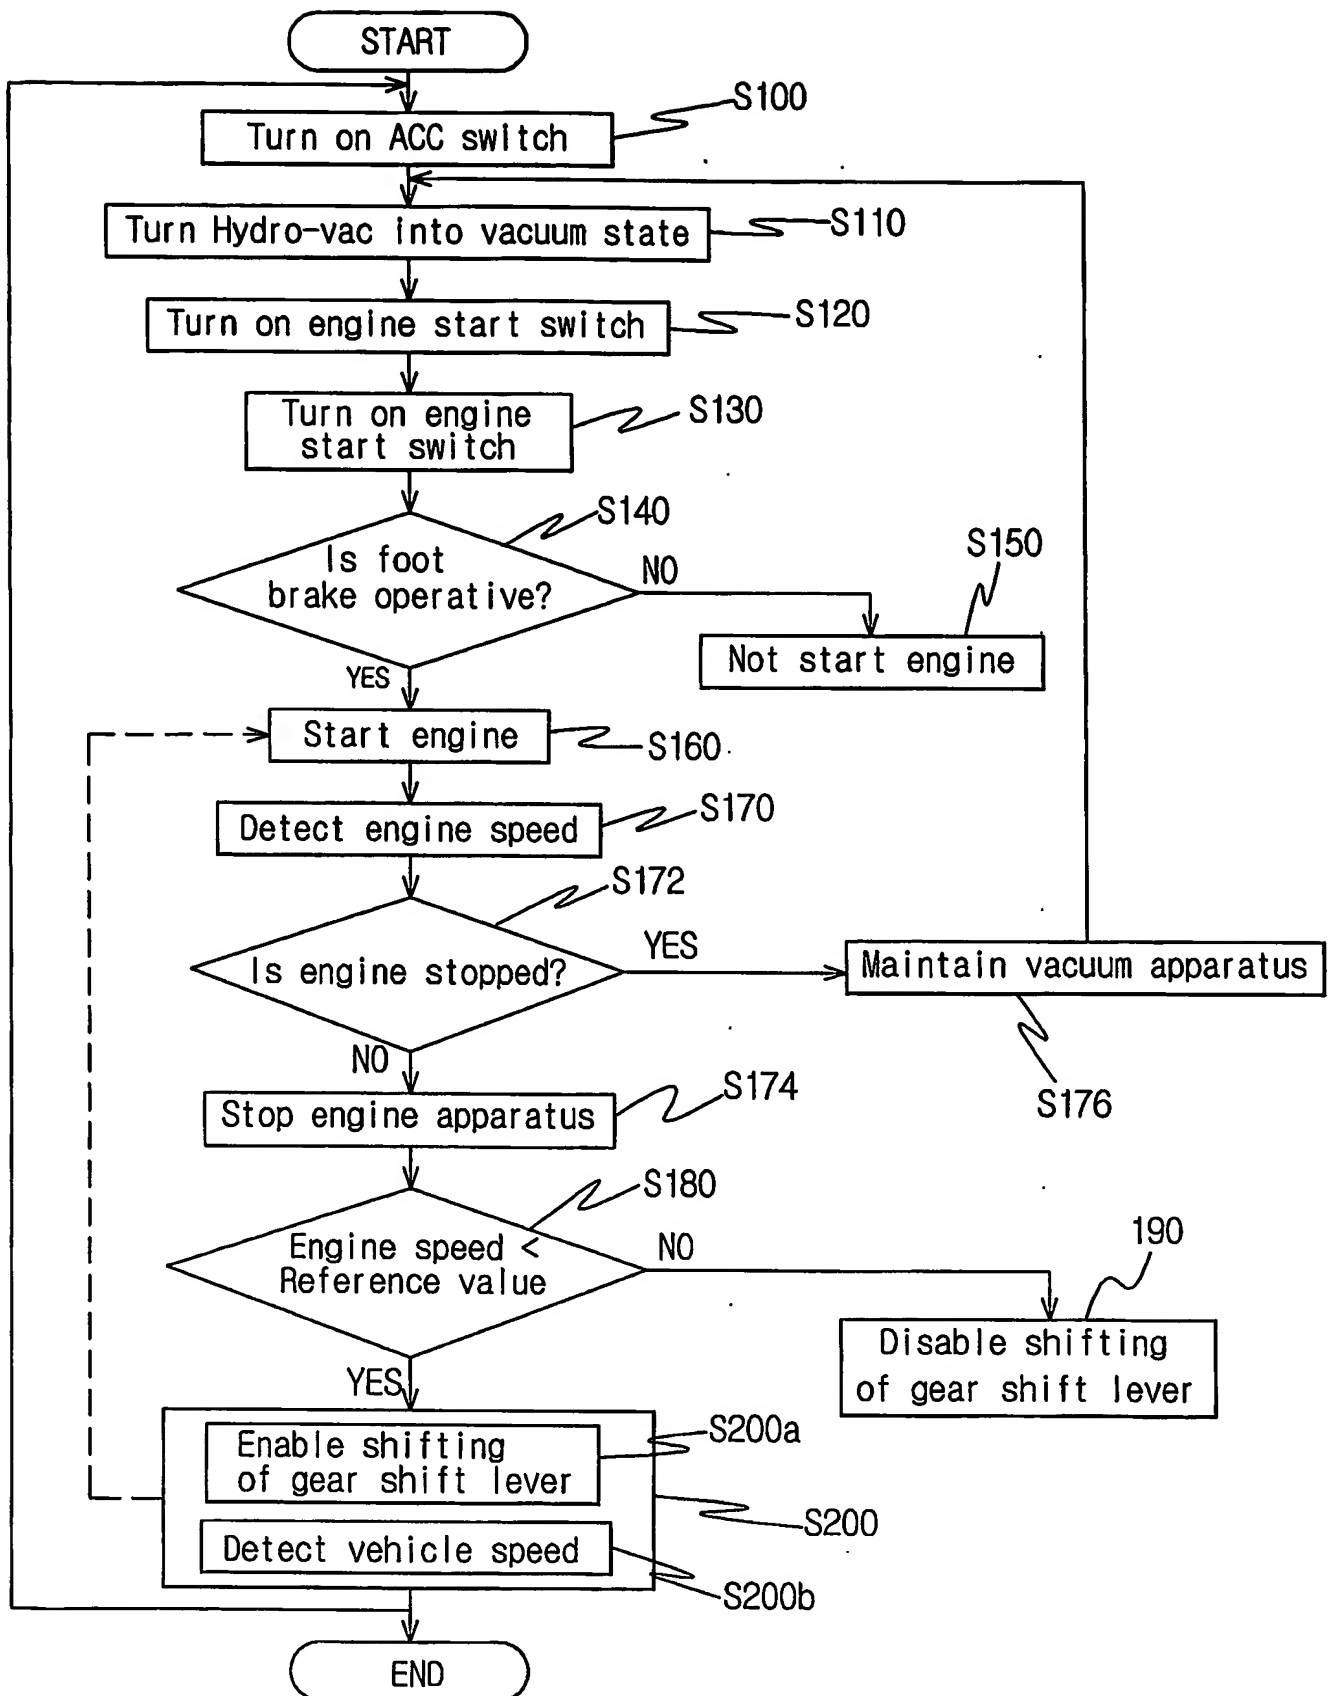 START
S100
Turn on ACC switch
Turn Hydro-vac into vacuum state
S110
Turn on engine start switch
S120
Turn on engine
start switch
S130
S140
Is foot
brake operative?
NO
S150
Not start engine
YES
Start engine
S160
Detect engine speed
S170
S172
Is engine stopped?
YES
Maintain vacuum apparatus
S176
NO
Stop engine apparatus
S174
S180
Engine speed <
Reference value
NO
190
Disable shifting
of gear shift lever
YES
Enable shifting
of gear shift lever
S200a
S200
Detect vehicle speed
S200b
END